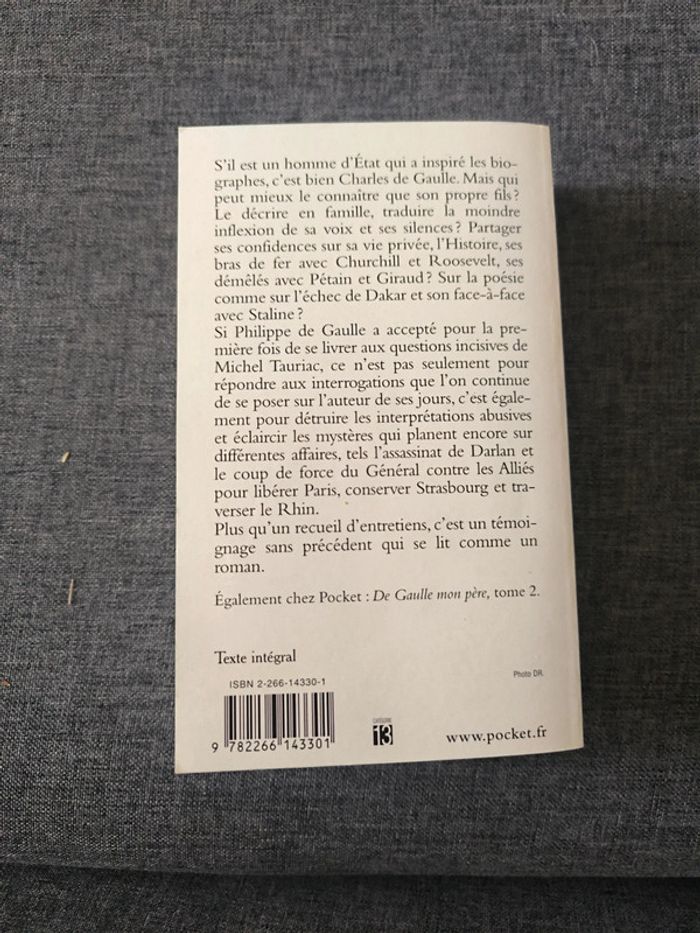 S'il est un homme d'État qui a inspiré les bio-
graphes, c'est bien Charles de Gaulle. Mais qui
peut mieux le connaître que son propre fils ?
Le décrire en famille, traduire la moindre
inflexion de sa voix et ses silences ? Partager
ses confidences sur sa vie privée, l'Histoire, ses
bras de fer avec Churchill et Roosevelt, ses
démêlés avec Pétain et Giraud ? Sur la poésie
comme sur l'échec de Dakar et son face-à-face
avec Staline ?
Si Philippe de Gaulle a accepté pour la pre-
mière fois de se livrer aux questions incisives de
Michel Tauriac, ce n'est pas seulement pour
répondre aux interrogations que l'on continue
de se poser sur l'auteur de ses jours, c'est égale-
ment pour détruire les interprétations abusives
et éclaircir les mystères qui planent encore sur
différentes affaires, tels l'assassinat de Darlan et
le coup de force du Général contre les Alliés
pour libérer Paris, conserver Strasbourg et tra-
verser le Rhin.
Plus qu'un recueil d'entretiens, c'est un témoi-
gnage sans précédent qui se lit comme un
roman.
Également chez Pocket : De Gaulle mon père, tome 2.
Texte intégral
Photo DR.
ISBN 2-266-14330-1
9 782266 143301
CATÉGORIE
13
www.pocket.fr